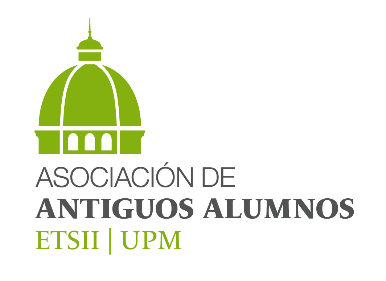 ASOCIACIÓN DE
ANTIGUOS ALUMNOS
ETSII | UPM